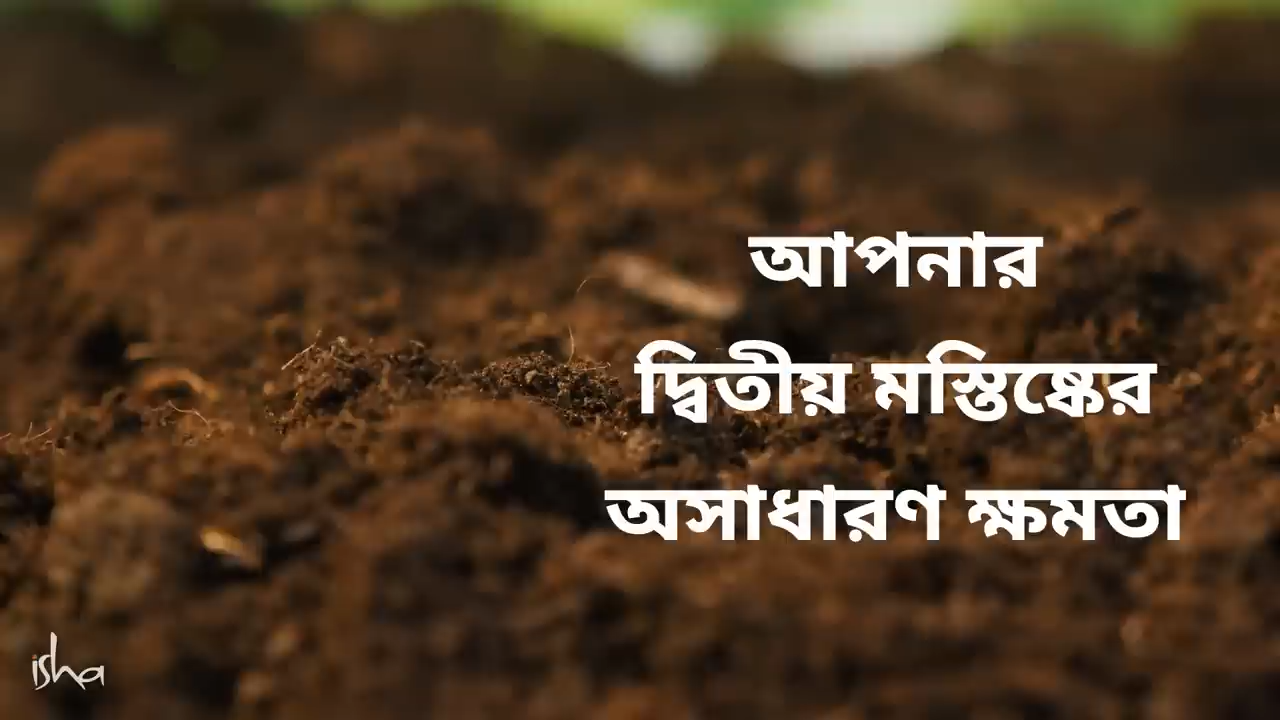 আপনার
দ্বিতীয় মস্তিষ্কের
অসাধারণ ক্ষমতা
isha